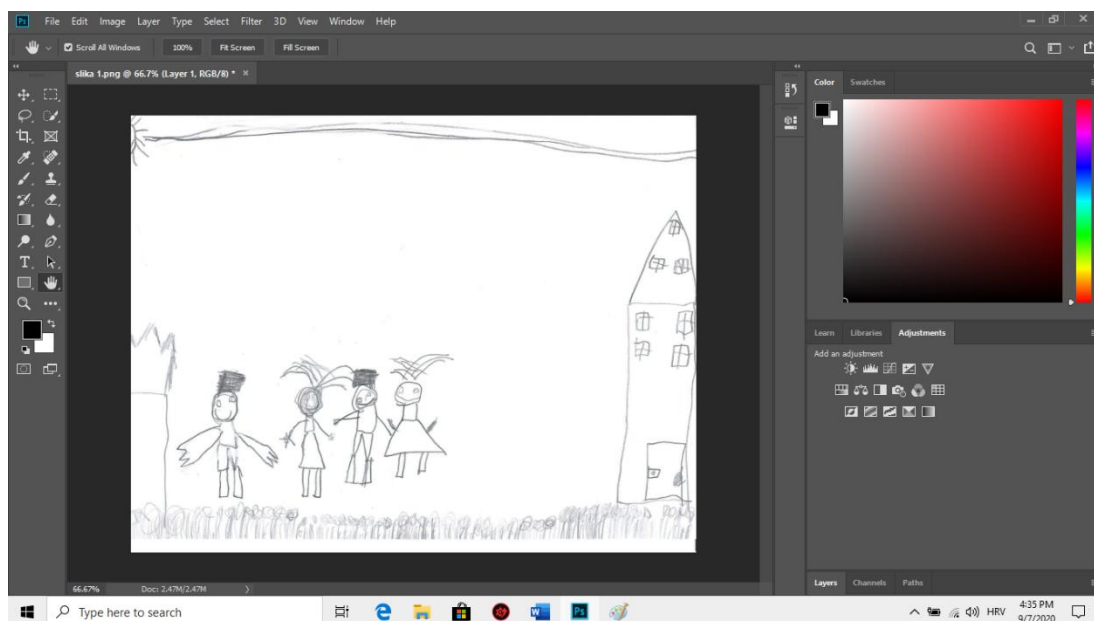 Ps File Edit Image Layer Type Select Filter 3D View Window Help
Scroll All Windows 100% Fit Screen Fill Screen
slika 1.png @ 66.7% (Layer 1, RGB/8) * ×
Color Swatches
Learn Libraries Adjustments
Add an adjustment
Layers Channels Paths
66.67% Doc: 2.47M/2.47M
Type here to search
HRV
4:35 PM
9/7/2020